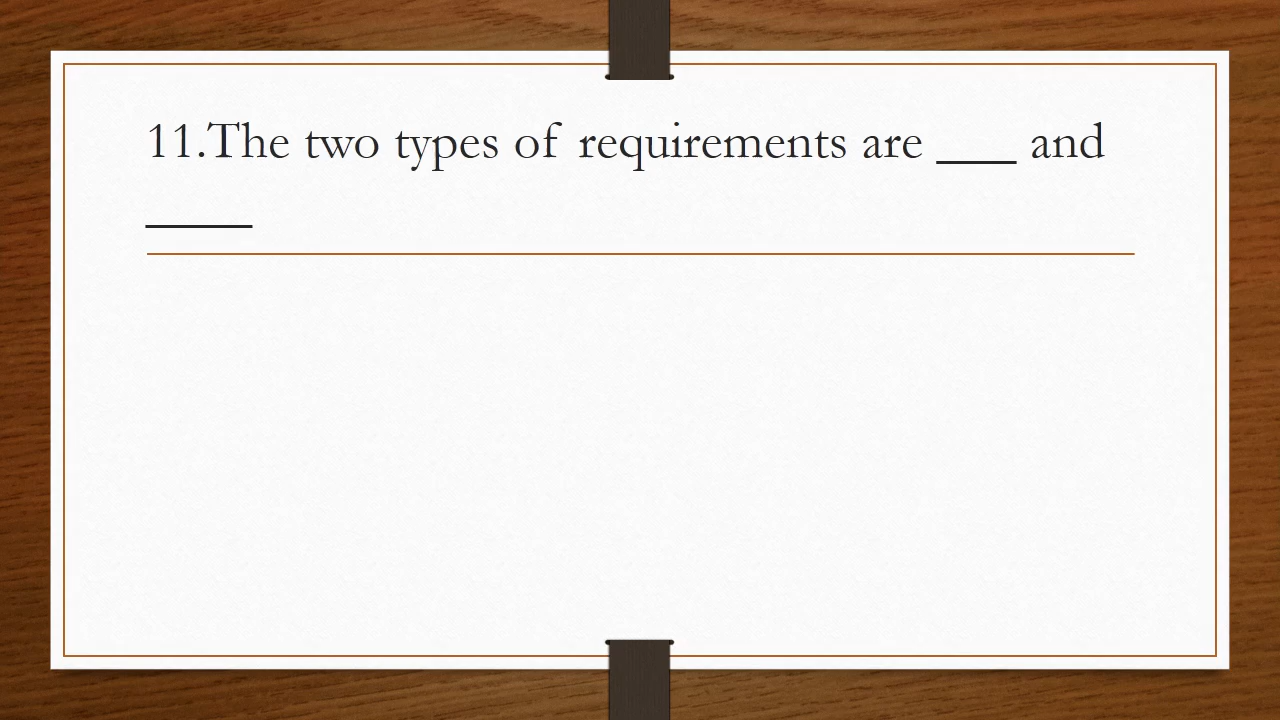 11.The two types of requirements are ___ and
____